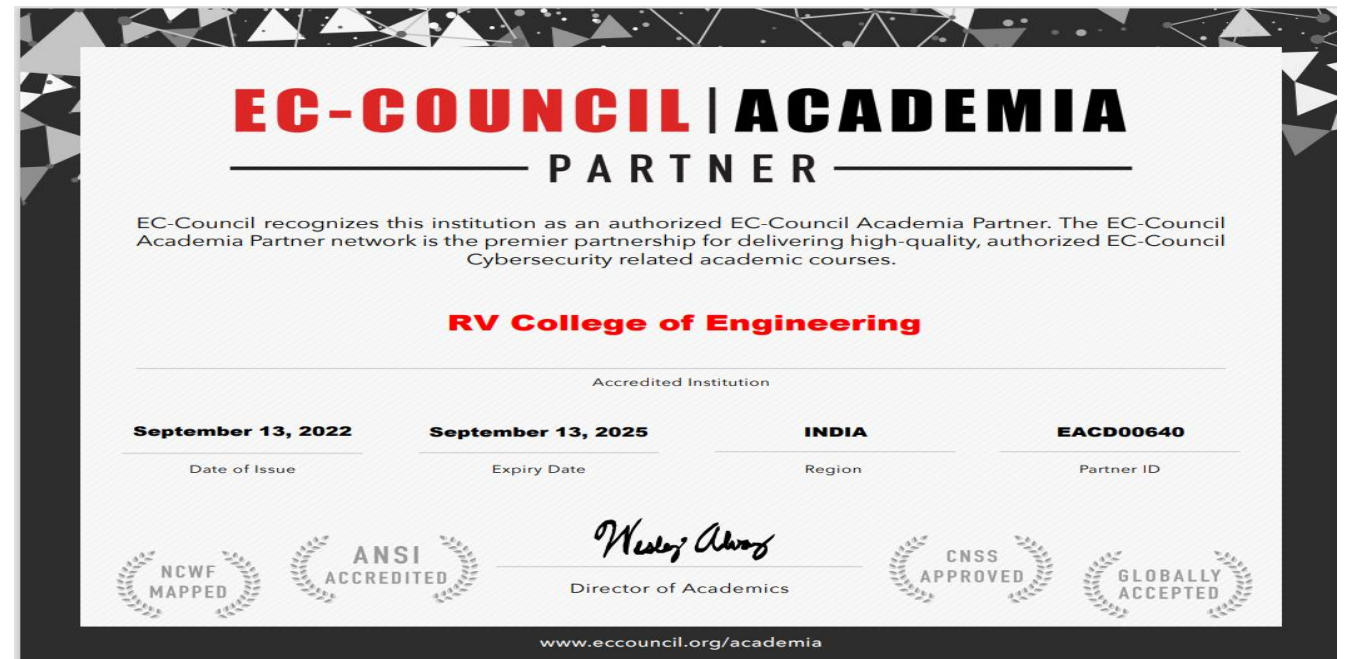 EC-COUNCIL | ACADEMIA
PARTNER
EC-Council recognizes this institution as an authorized EC-Council Academia Partner. The EC-Council
Academia Partner network is the premier partnership for delivering high-quality, authorized EC-Council
Cybersecurity related academic courses.
RV College of Engineering
Accredited Institution
September 13, 2022 September 13, 2025 INDIA EACD00640
Date of Issue Expiry Date Region Partner ID
NCWF
MAPPED
ANSI
ACCREDITED
Wesley Alvarez
Director of Academics
CNSS
APPROVED
GLOBALLY
ACCEPTED
www.eccouncil.org/academia